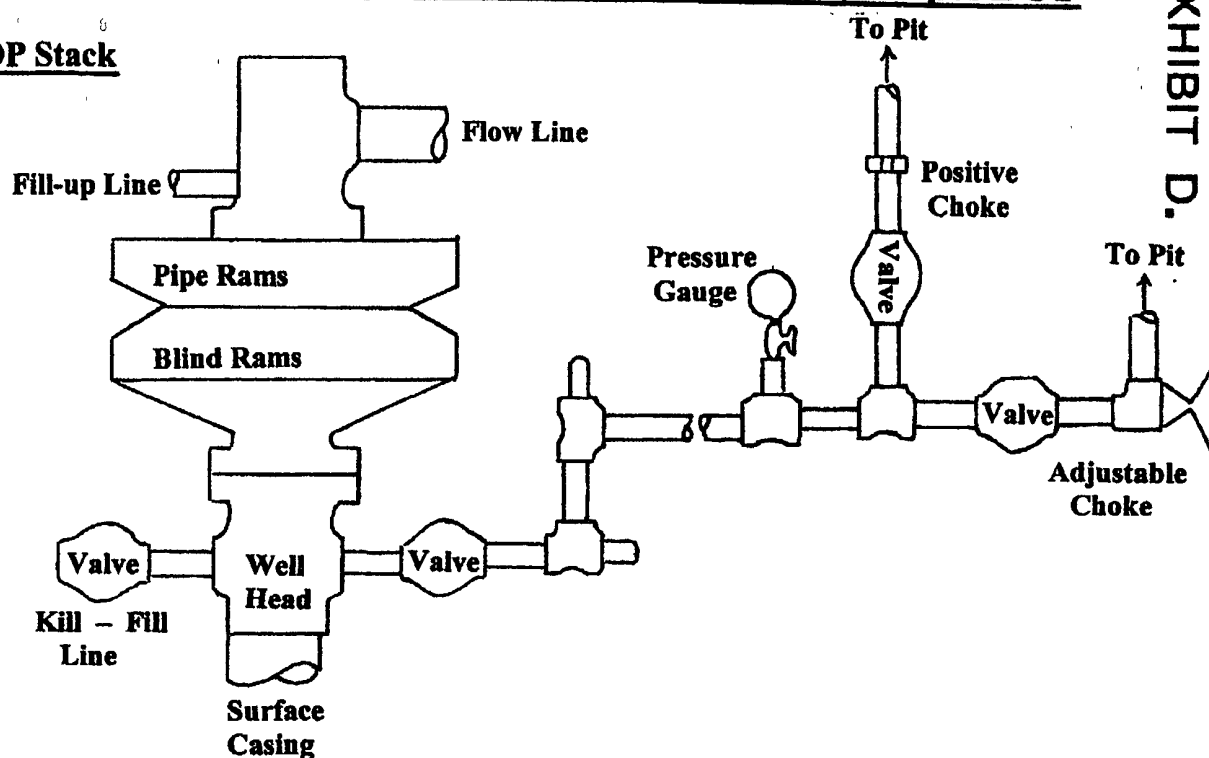 OP Stack
To Pit
XHIBIT D.
Flow Line
Fill-up Line
Positive
Choke
Pipe Rams
Pressure
Gauge
Valve
To Pit
Blind Rams
Valve
Adjustable
Choke
Valve
Well
Head
Valve
Kill – Fill
Line
Surface
Casing